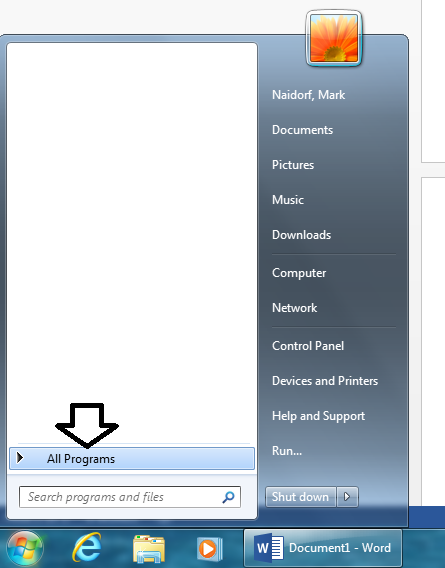 Naidorf, Mark
Documents
Pictures
Music
Downloads
Computer
Network
Control Panel
Devices and Printers
Help and Support
Run...
All Programs
Search programs and files
Shut down
Document1 - Word